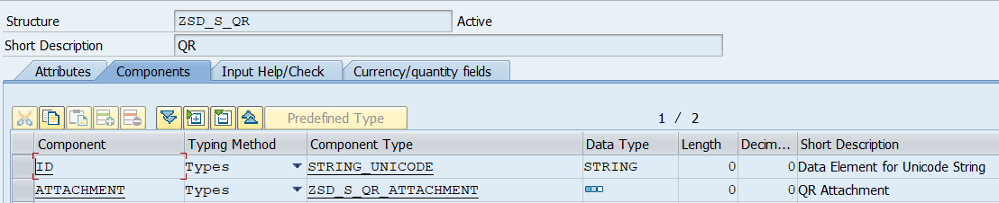 Structure ZSD_S_QR Active
Short Description QR
Attributes Components Input Help/Check Currency/quantity fields
Predefined Type 1 / 2
Component Typing Method Component Type Data Type Length Decim... Short Description
ID Types STRING_UNICODE STRING 0 0 Data Element for Unicode String
ATTACHMENT Types ZSD_S_QR_ATTACHMENT 0 0 QR Attachment